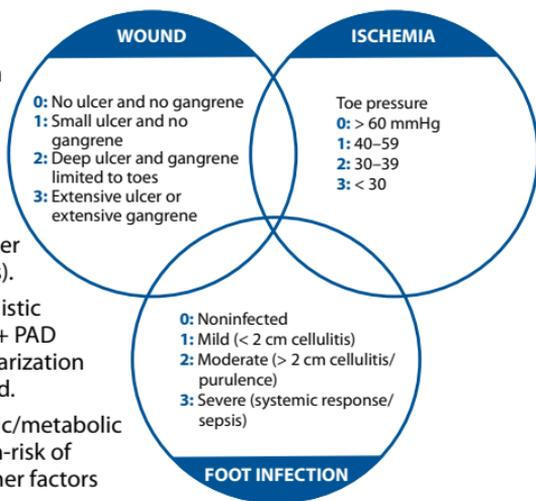 WOUND
0: No ulcer and no gangrene
1: Small ulcer and no
gangrene
2: Deep ulcer and gangrene
limited to toes
3: Extensive ulcer or
extensive gangrene
ISCHEMIA
Toe pressure
0: > 60 mmHg
1: 40–59
2: 30–39
3: < 30
0: Noninfected
1: Mild (< 2 cm cellulitis)
2: Moderate (> 2 cm cellulitis/
purulence)
3: Severe (systemic response/
sepsis)
FOOT INFECTION
er
s).
istic
+ PAD
arization
d.
c/metabolic
-risk of
ner factors